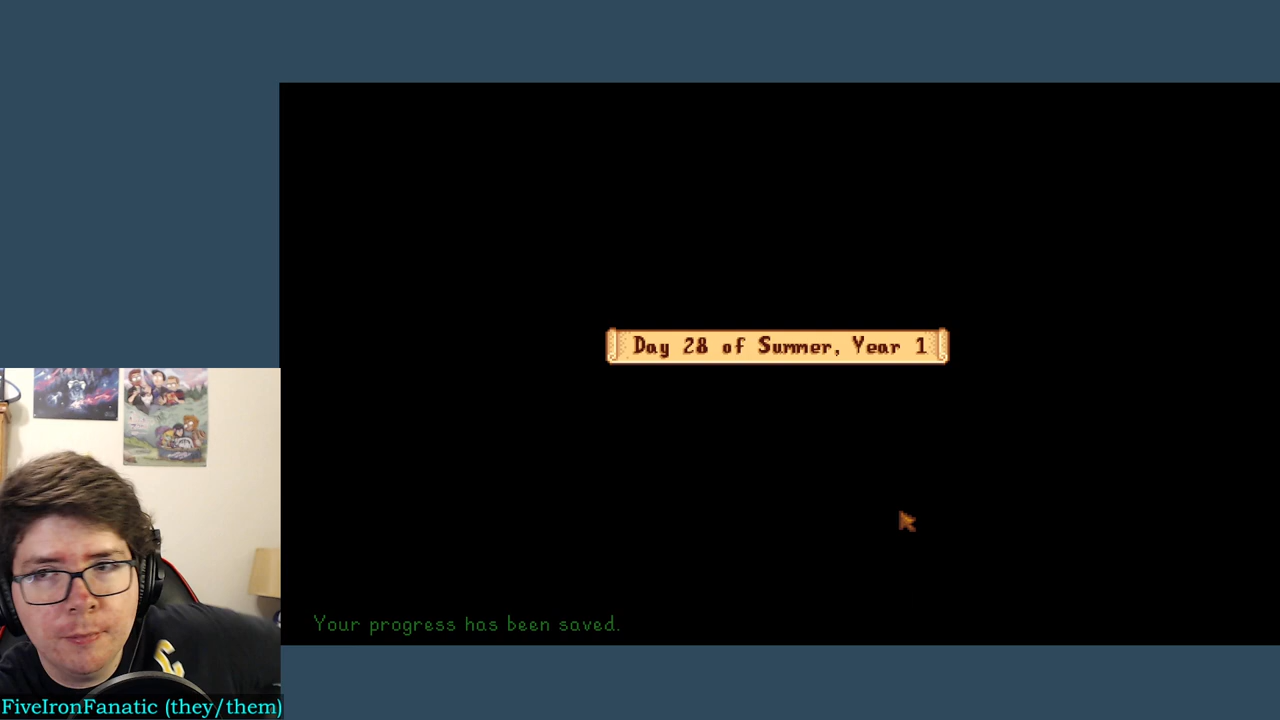 Day 28 of Summer, Year 1
Your progress has been saved.
FiveIronFanatic (they/them)